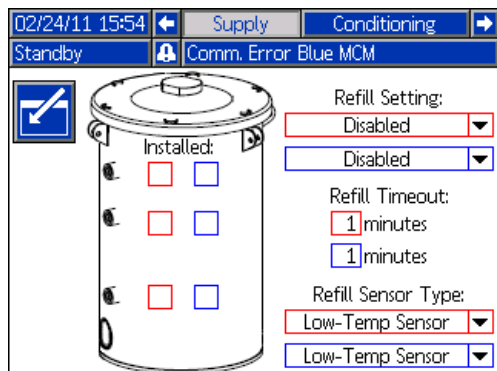 02/24/11 15:54 Supply Conditioning
Standby Comm. Error Blue MCM
Installed:
Refill Setting:
Disabled
Disabled
Refill Timeout:
1 minutes
1 minutes
Refill Sensor Type:
Low-Temp Sensor
Low-Temp Sensor